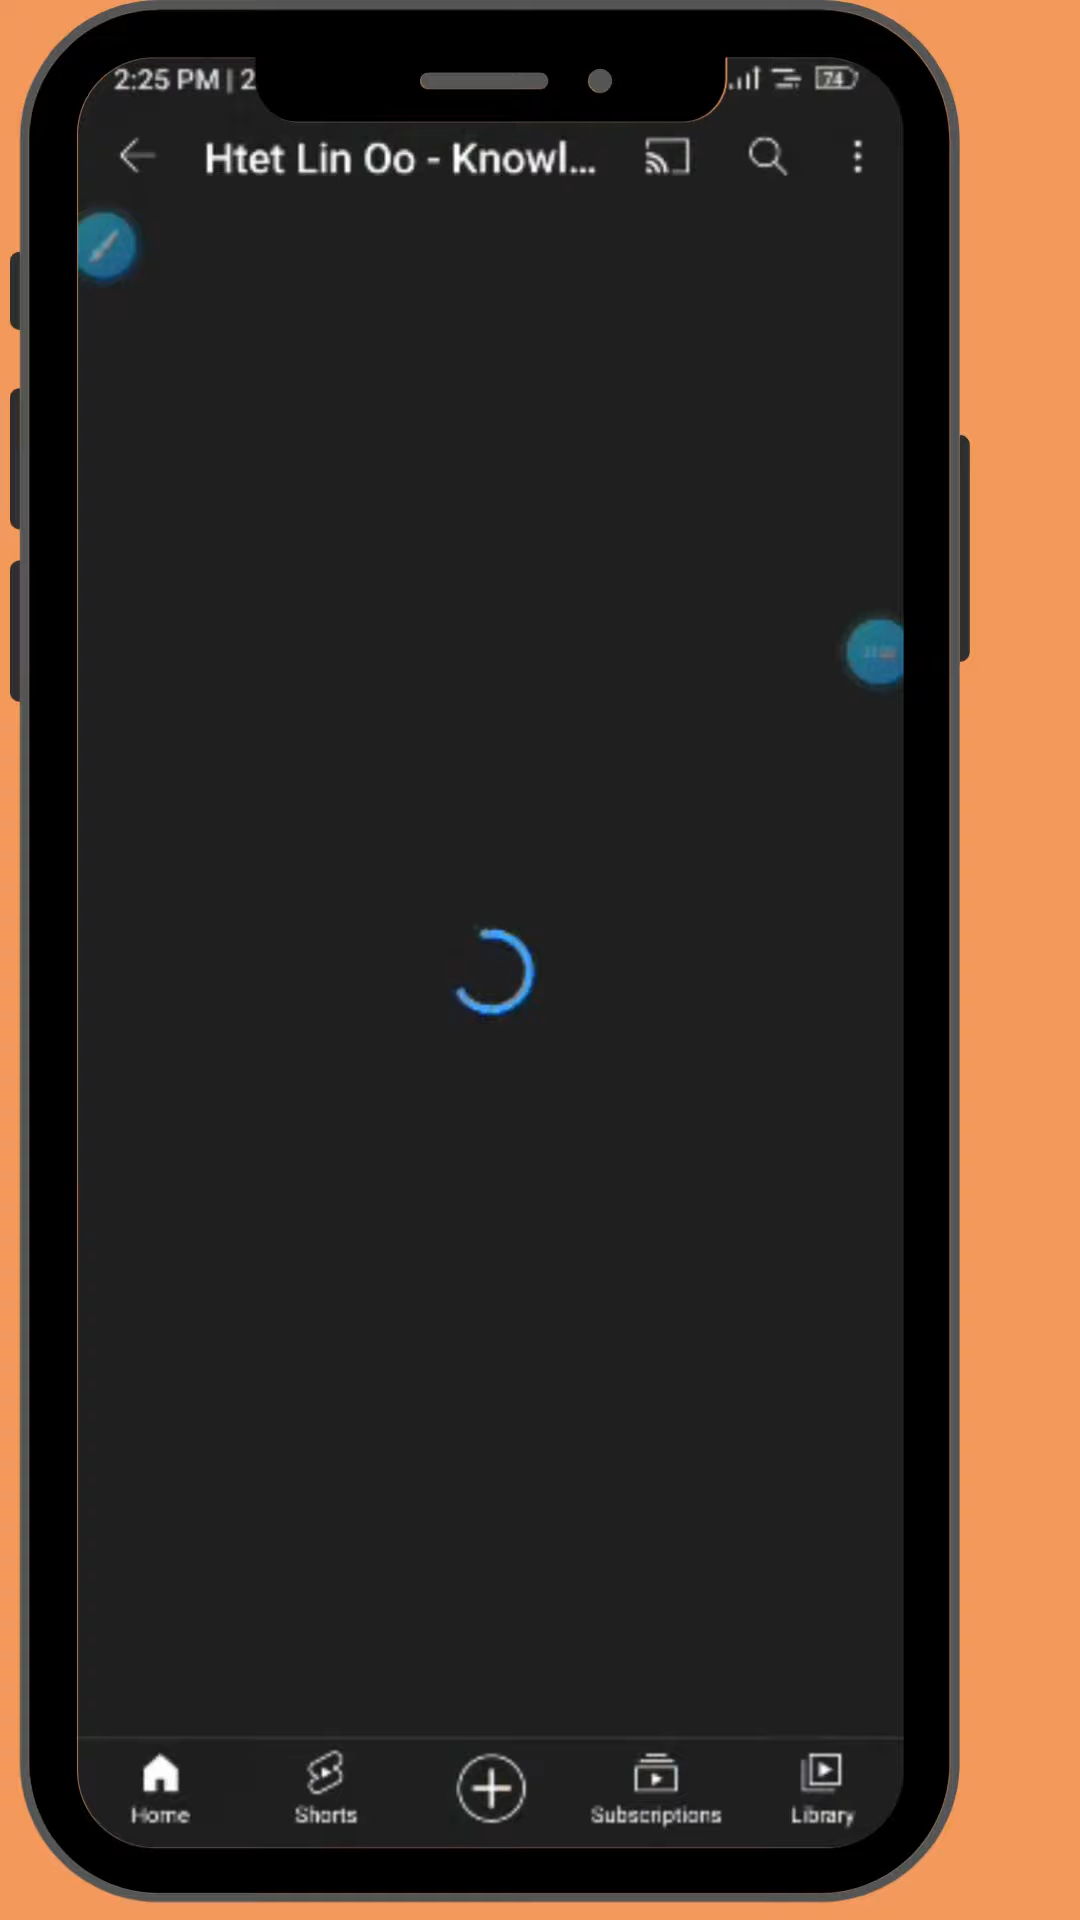 2:25 PM | 2
74
Htet Lin Oo - Knowl...
Home
Shorts
Subscriptions
Library